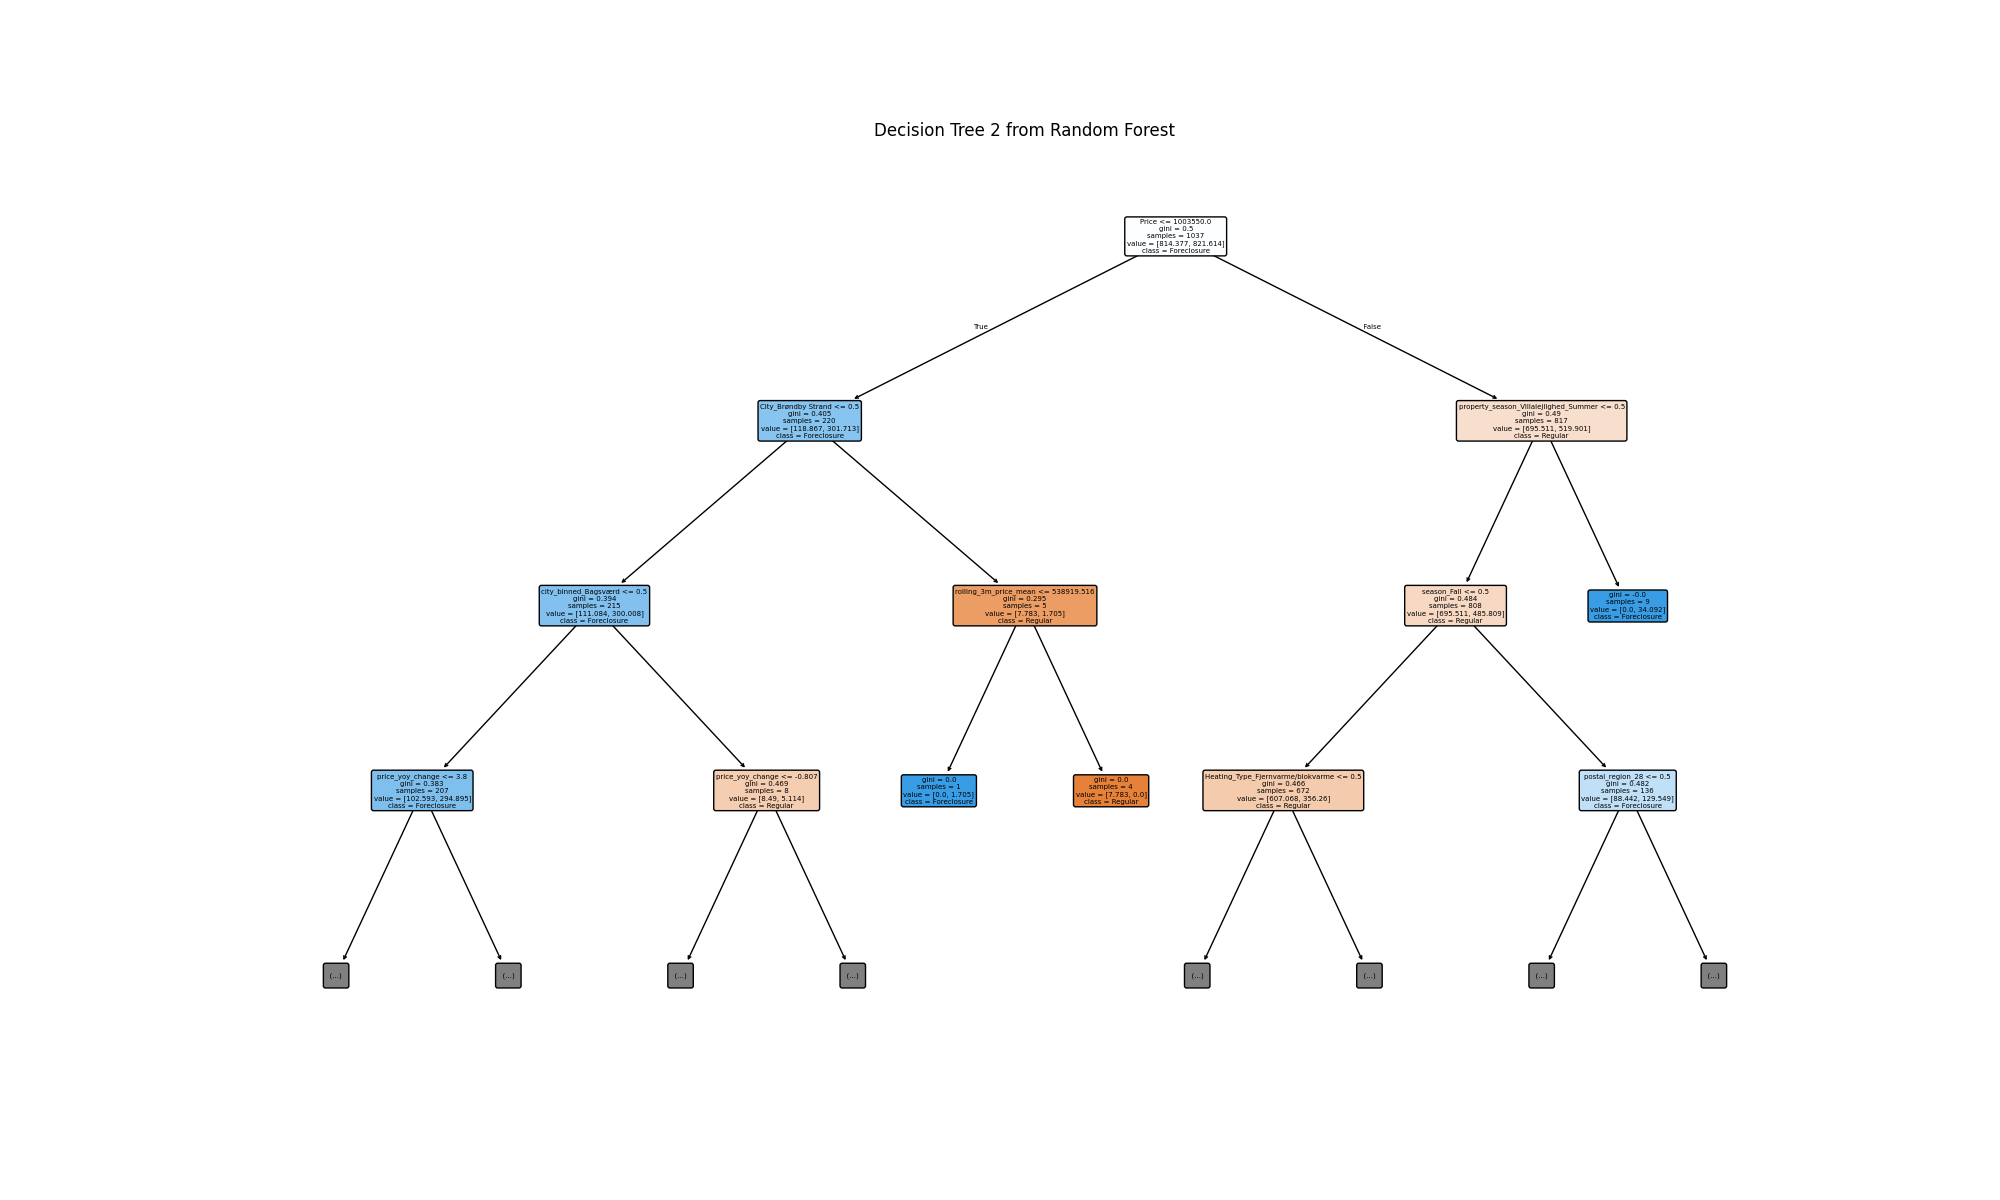 Decision Tree 2 from Random Forest
Price <= 1003550.0
gini = 0.5
samples = 1037
value = [814.377, 821.614]
class = Foreclosure
True
False
City_Brøndby Strand <= 0.5
gini = 0.405
samples = 220
value = [118.867, 301.713]
class = Foreclosure
property_season_Villalejlighed_Summer <= 0.5
gini = 0.49
samples = 817
value = [695.511, 519.901]
class = Regular
city_binned_Bagsværd <= 0.5
gini = 0.394
samples = 215
value = [111.084, 300.008]
class = Foreclosure
rolling_3m_price_mean <= 538919.516
gini = 0.295
samples = 5
value = [7.783, 1.705]
class = Regular
season_Fall <= 0.5
gini = 0.484
samples = 808
value = [695.511, 485.809]
class = Regular
gini = -0.0
samples = 9
value = [0.0, 34.092]
class = Foreclosure
price_yoy_change <= 3.8
gini = 0.383
samples = 207
value = [102.593, 294.895]
class = Foreclosure
price_yoy_change <= -0.807
gini = 0.469
samples = 8
value = [8.49, 5.114]
class = Regular
gini = 0.0
samples = 1
value = [0.0, 1.705]
class = Foreclosure
gini = 0.0
samples = 4
value = [7.783, 0.0]
class = Regular
Heating_Type_Fjernvarme/blokvarme <= 0.5
gini = 0.466
samples = 672
value = [607.068, 356.26]
class = Regular
postal_region_28 <= 0.5
gini = 0.482
samples = 136
value = [88.442, 129.549]
class = Foreclosure
(...)
(...)
(...)
(...)
(...)
(...)
(...)
(...)